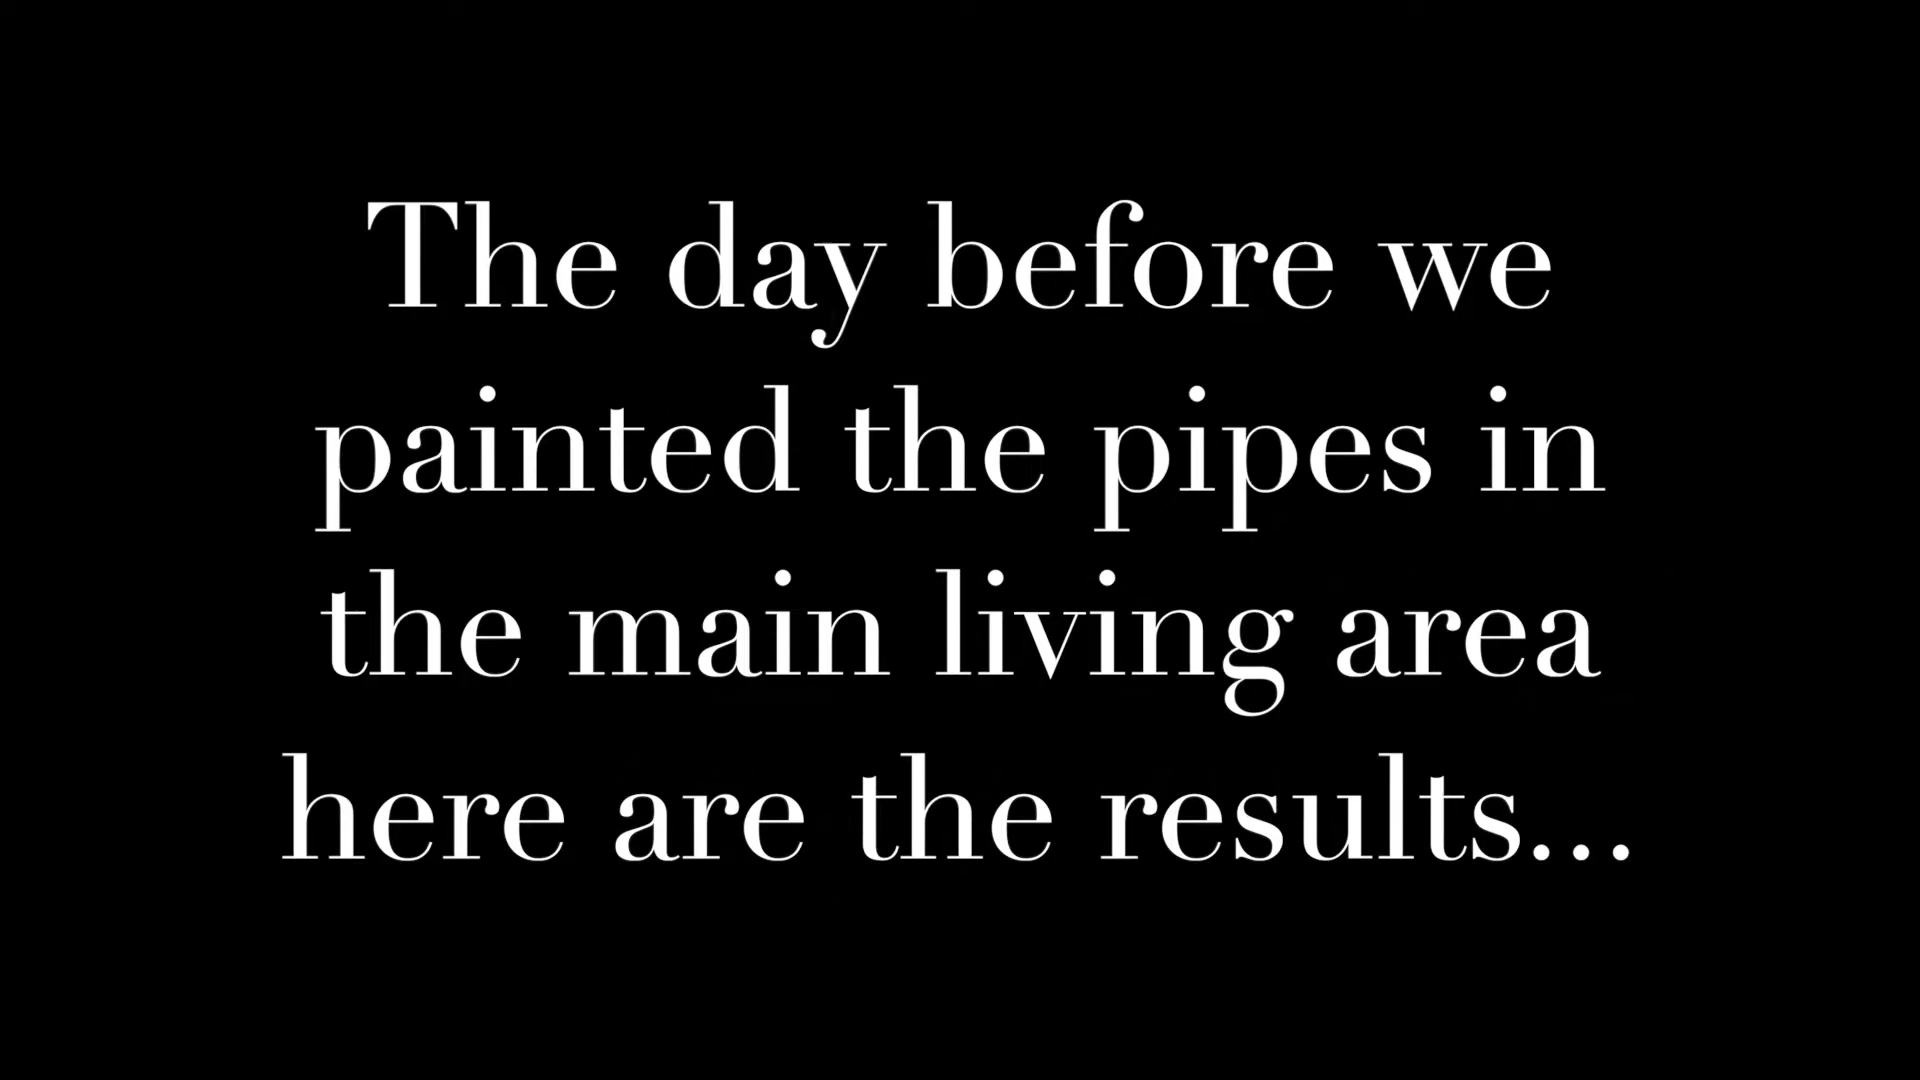 The day before we
painted the pipes in
the main living area
here are the results...